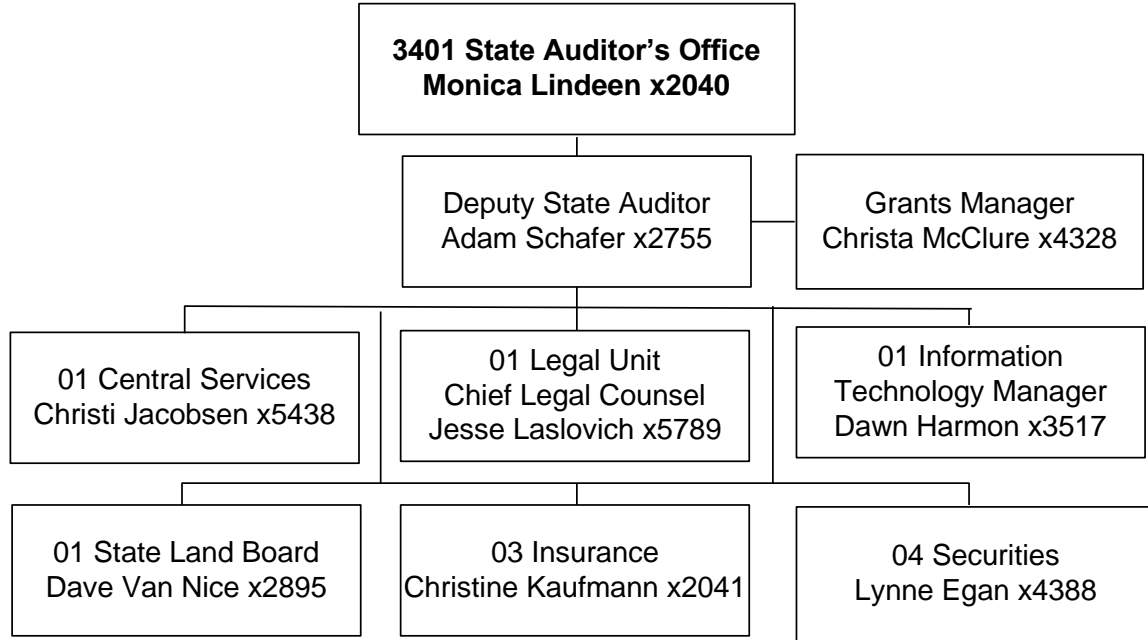 3401 State Auditor’s Office
Monica Lindeen x2040
Deputy State Auditor
Adam Schafer x2755
Grants Manager
Christa McClure x4328
01 Central Services
Christi Jacobsen x5438
01 Legal Unit
Chief Legal Counsel
Jesse Laslovich x5789
01 Information
Technology Manager
Dawn Harmon x3517
01 State Land Board
Dave Van Nice x2895
03 Insurance
Christine Kaufmann x2041
04 Securities
Lynne Egan x4388